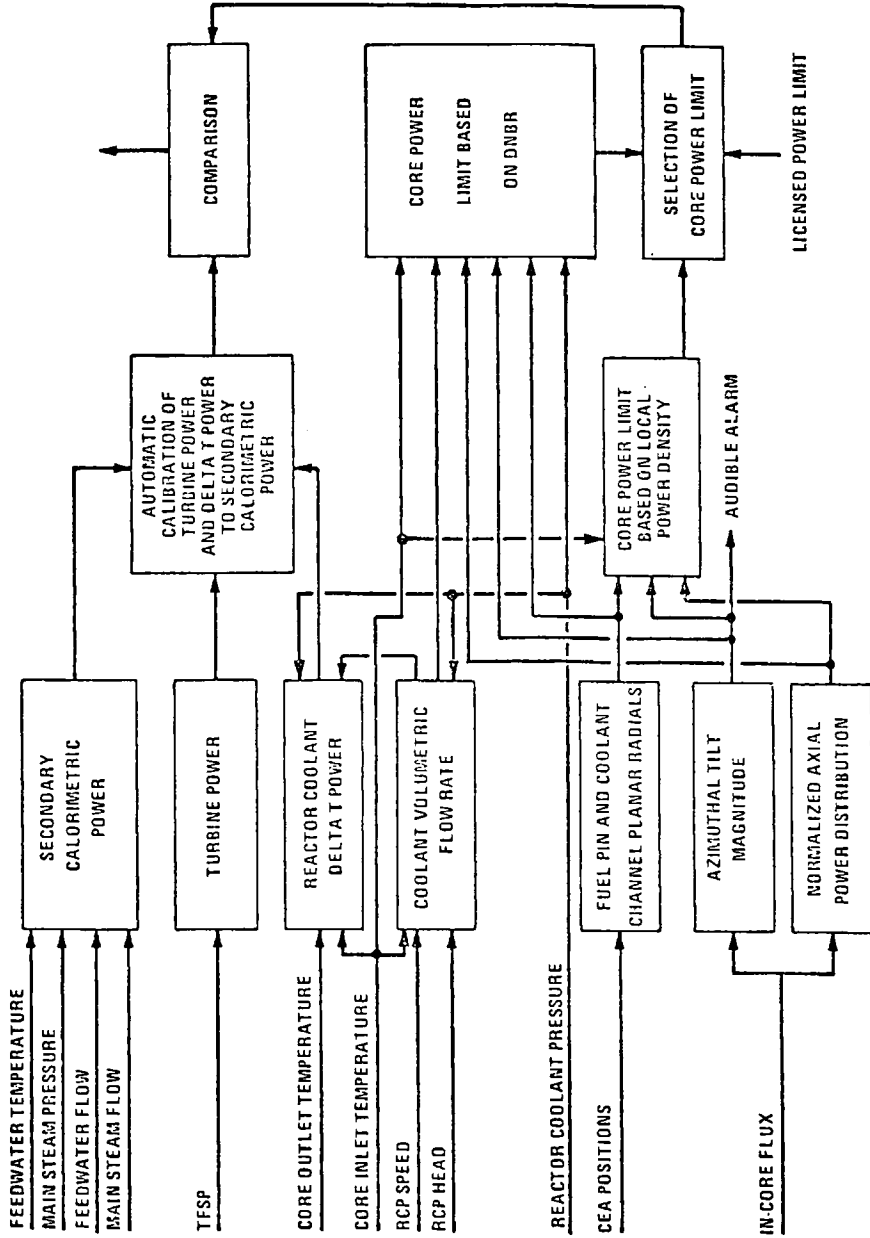 FEEDWATER TEMPERATURE
MAIN STEAM PRESSURE
FEEDWATER FLOW
MAIN STEAM FLOW
TFSP
CORE OUTLET TEMPERATURE
CORE INLET TEMPERATURE
RCP SPEED
RCP HEAD
REACTOR COOLANT PRESSURE
CEA POSITIONS
IN-CORE FLUX
SECONDARY
CALORIMETRIC
POWER
TURBINE POWER
REACTOR COOLANT
DELTA T POWER
COOLANT VOLUMETRIC
FLOW RATE
FUEL PIN AND COOLANT
CHANNEL PLANAR RADIALS
AZIMUTHAL TILT
MAGNITUDE
NORMALIZED AXIAL
POWER DISTRIBUTION
AUTOMATIC
CALIBRATION OF
TURBINE POWER
AND DELTA T POWER
TO SECONDARY
CALORIMETRIC
POWER
CORE POWER LIMIT
BASED ON LOCAL
POWER DENSITY
AUDIBLE ALARM
COMPARISON
CORE POWER
LIMIT BASED
ON DNBR
SELECTION OF
CORE POWER LIMIT
LICENSED POWER LIMIT